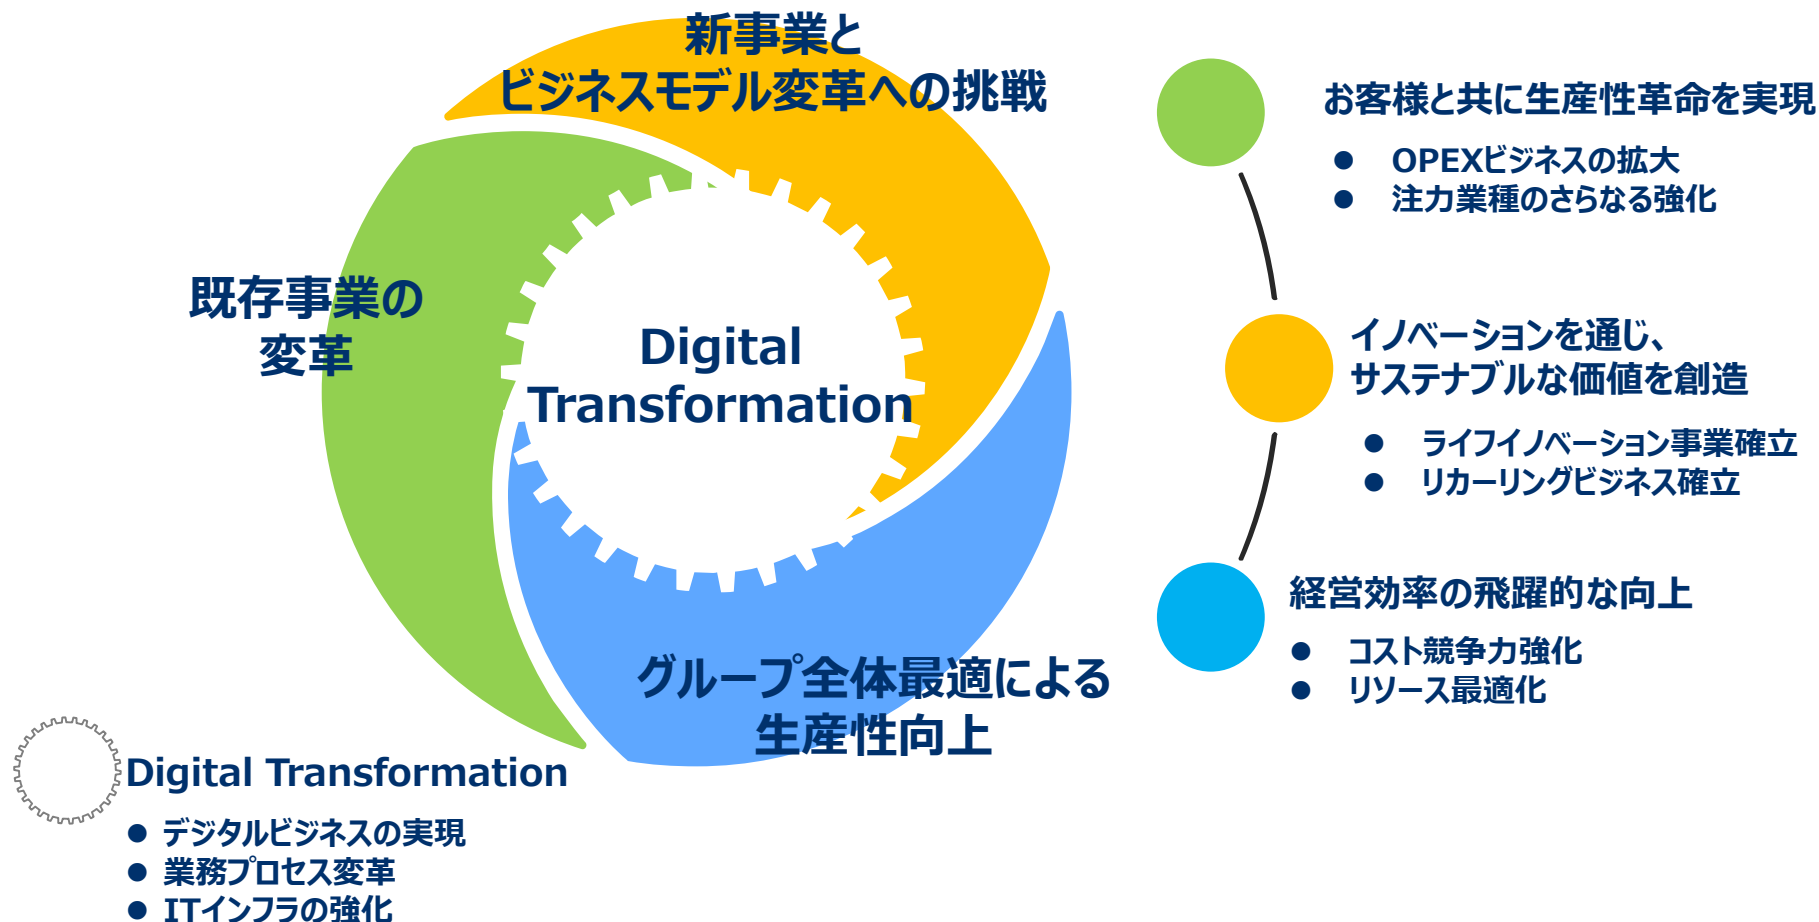 新事業と
ビジネスモデル変革への挑戦
既存事業の
変革
Digital
Transformation
グループ全体最適による
生産性向上
Digital Transformation
● デジタルビジネスの実現
● 業務プロセス変革
● ITインフラの強化
お客様と共に生産性革命を実現
● OPEXビジネスの拡大
● 注力業種のさらなる強化
イノベーションを通じ、
サステナブルな価値を創造
● ライフイノベーション事業確立
● リカーリングビジネス確立
経営効率の飛躍的な向上
● コスト競争力強化
● リソース最適化